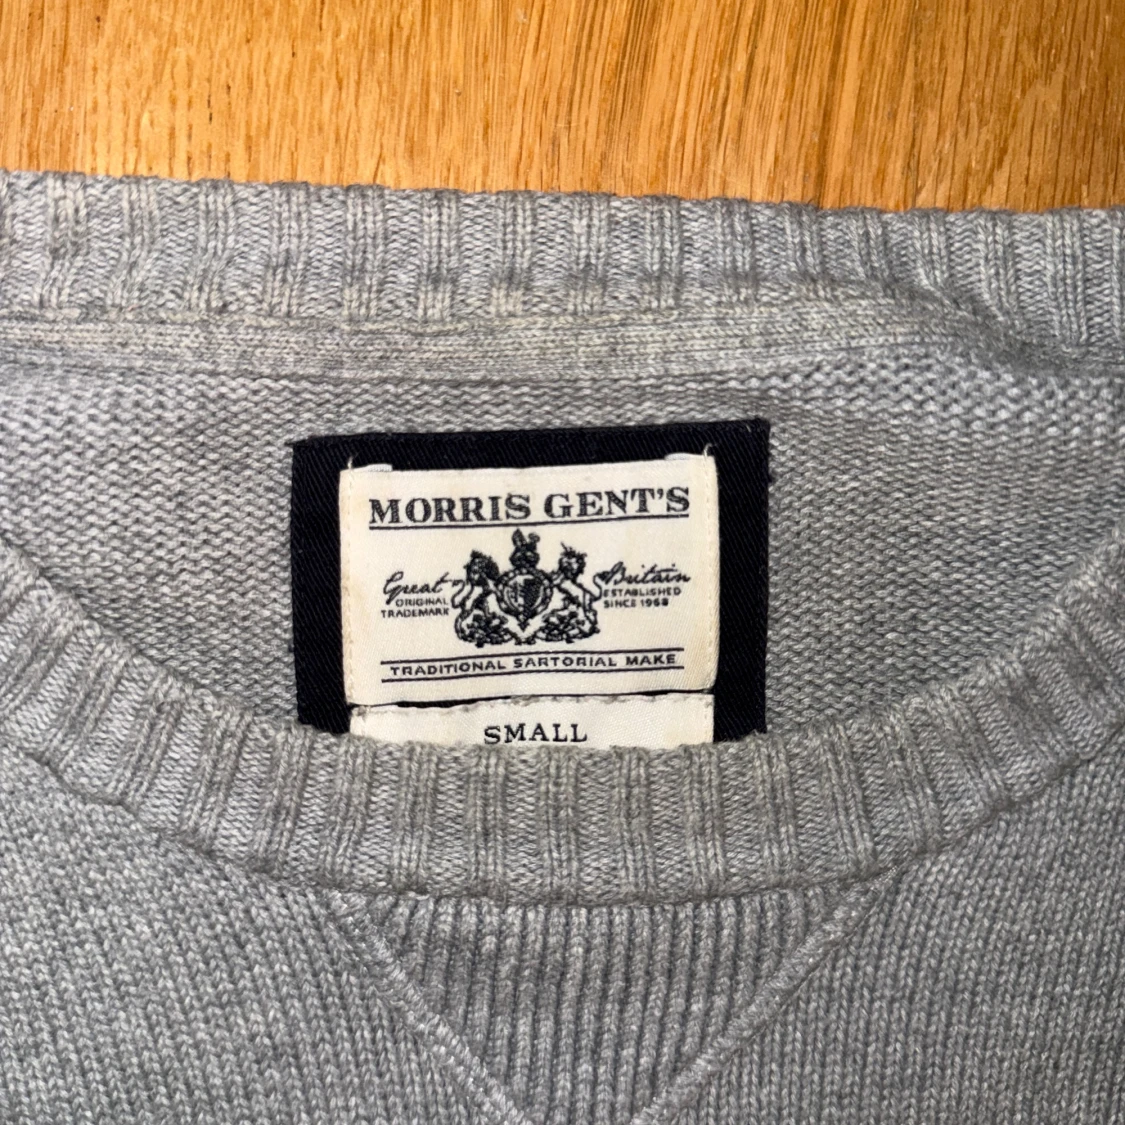 MORRIS GENT'S
Great Britain
ORIGINAL ESTABLISHED
TRADEMARK SINCE 1968
TRADITIONAL SARTORIAL MAKE
SMALL